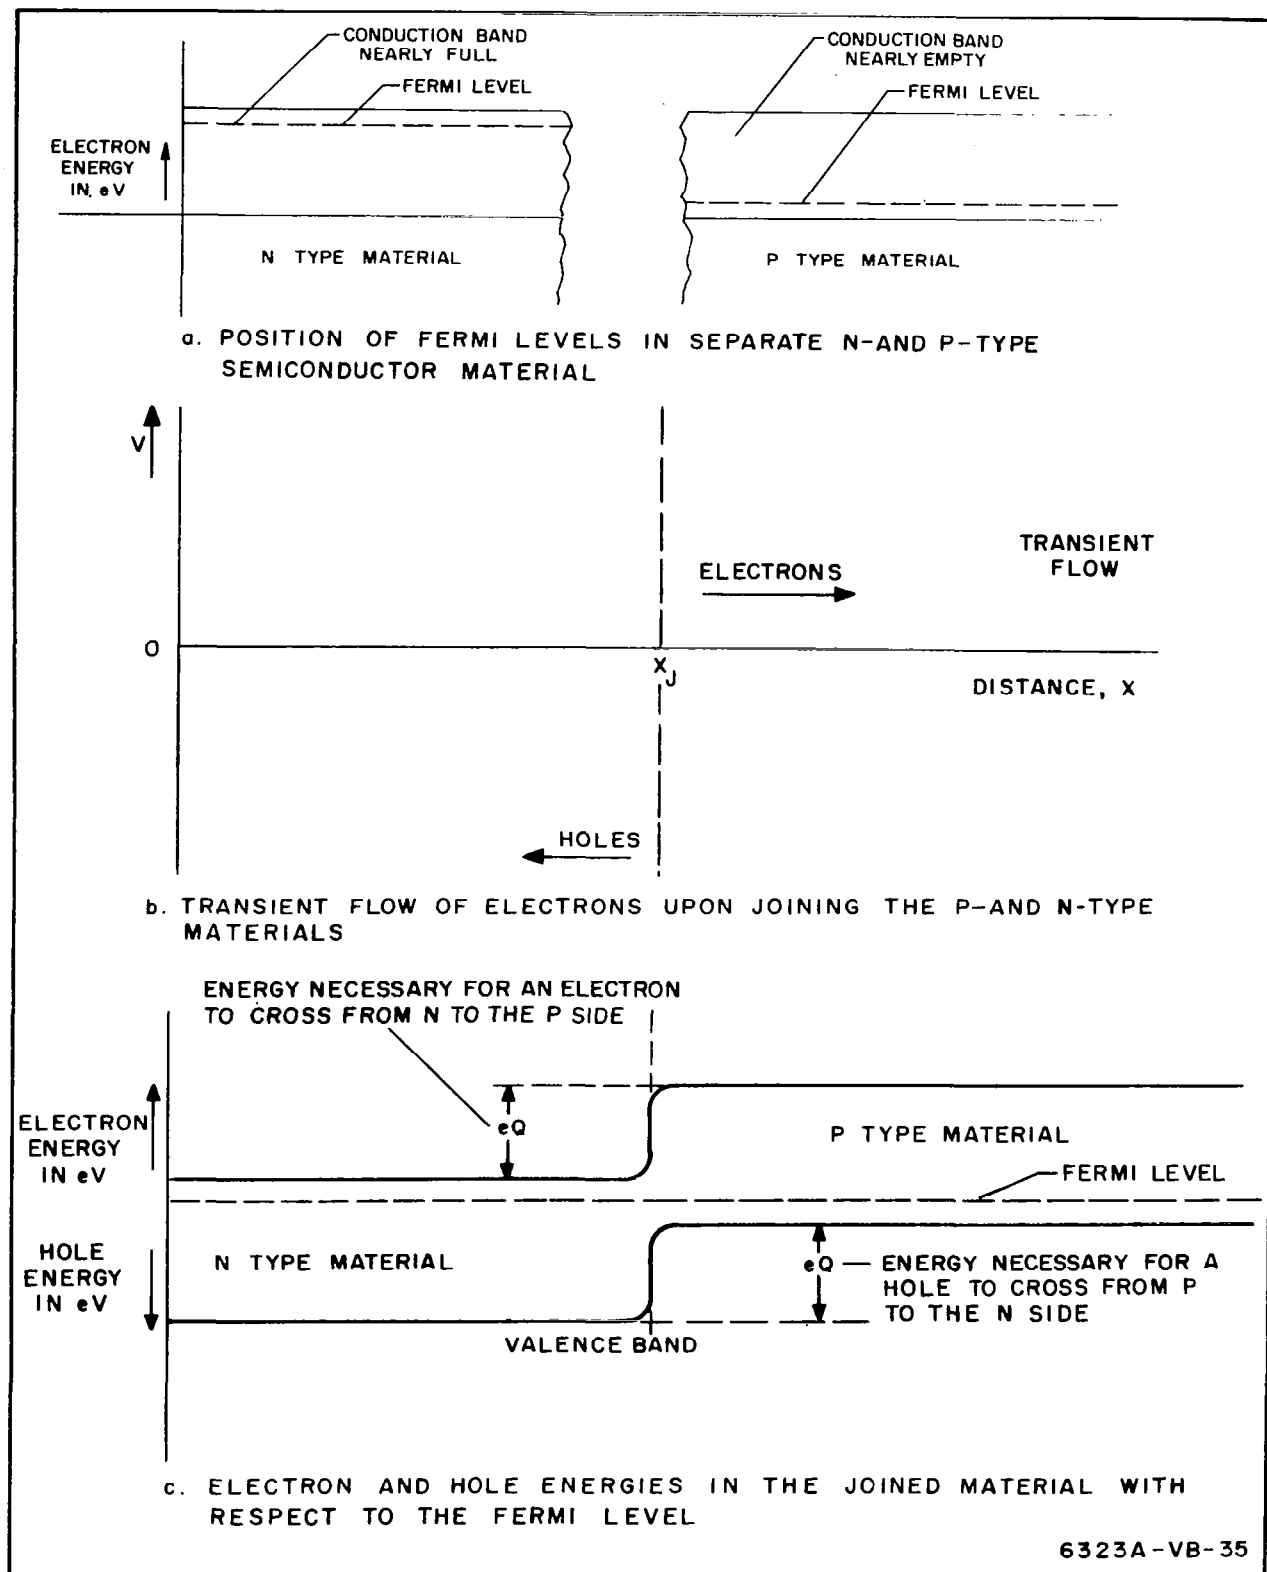 CONDUCTION BAND
NEARLY FULL
FERMI LEVEL
CONDUCTION BAND
NEARLY EMPTY
FERMI LEVEL
ELECTRON
ENERGY
IN, eV
N TYPE MATERIAL
P TYPE MATERIAL
a. POSITION OF FERMI LEVELS IN SEPARATE N-AND P-TYPE
SEMICONDUCTOR MATERIAL
V
ELECTRONS
TRANSIENT
FLOW
O
XJ
DISTANCE, X
HOLES
b. TRANSIENT FLOW OF ELECTRONS UPON JOINING THE P-AND N-TYPE
MATERIALS
ENERGY NECESSARY FOR AN ELECTRON
TO CROSS FROM N TO THE P SIDE
ELECTRON
ENERGY
IN eV
eQ
P TYPE MATERIAL
FERMI LEVEL
HOLE
ENERGY
IN eV
N TYPE MATERIAL
eQ
ENERGY NECESSARY FOR A
HOLE TO CROSS FROM P
TO THE N SIDE
VALENCE BAND
c. ELECTRON AND HOLE ENERGIES IN THE JOINED MATERIAL WITH
RESPECT TO THE FERMI LEVEL
6323A-VB-35